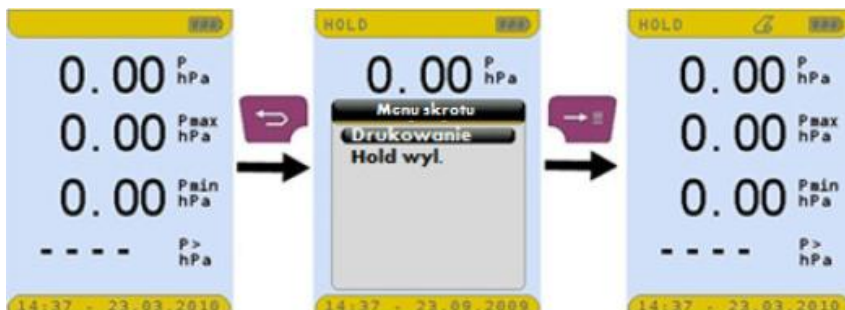 0.00 P hPa
0.00 Pmax hPa
0.00 Pmin hPa
- - - - P> hPa
14:37 - 23.03.2010
HOLD
0.00 P hPa
Menu skrotu
Drukowanie
Hold wyl.
14:37 - 23.09.2009
HOLD
0.00 P hPa
0.00 Pmax hPa
0.00 Pmin hPa
- - - - P> hPa
14:37 - 23.03.2010